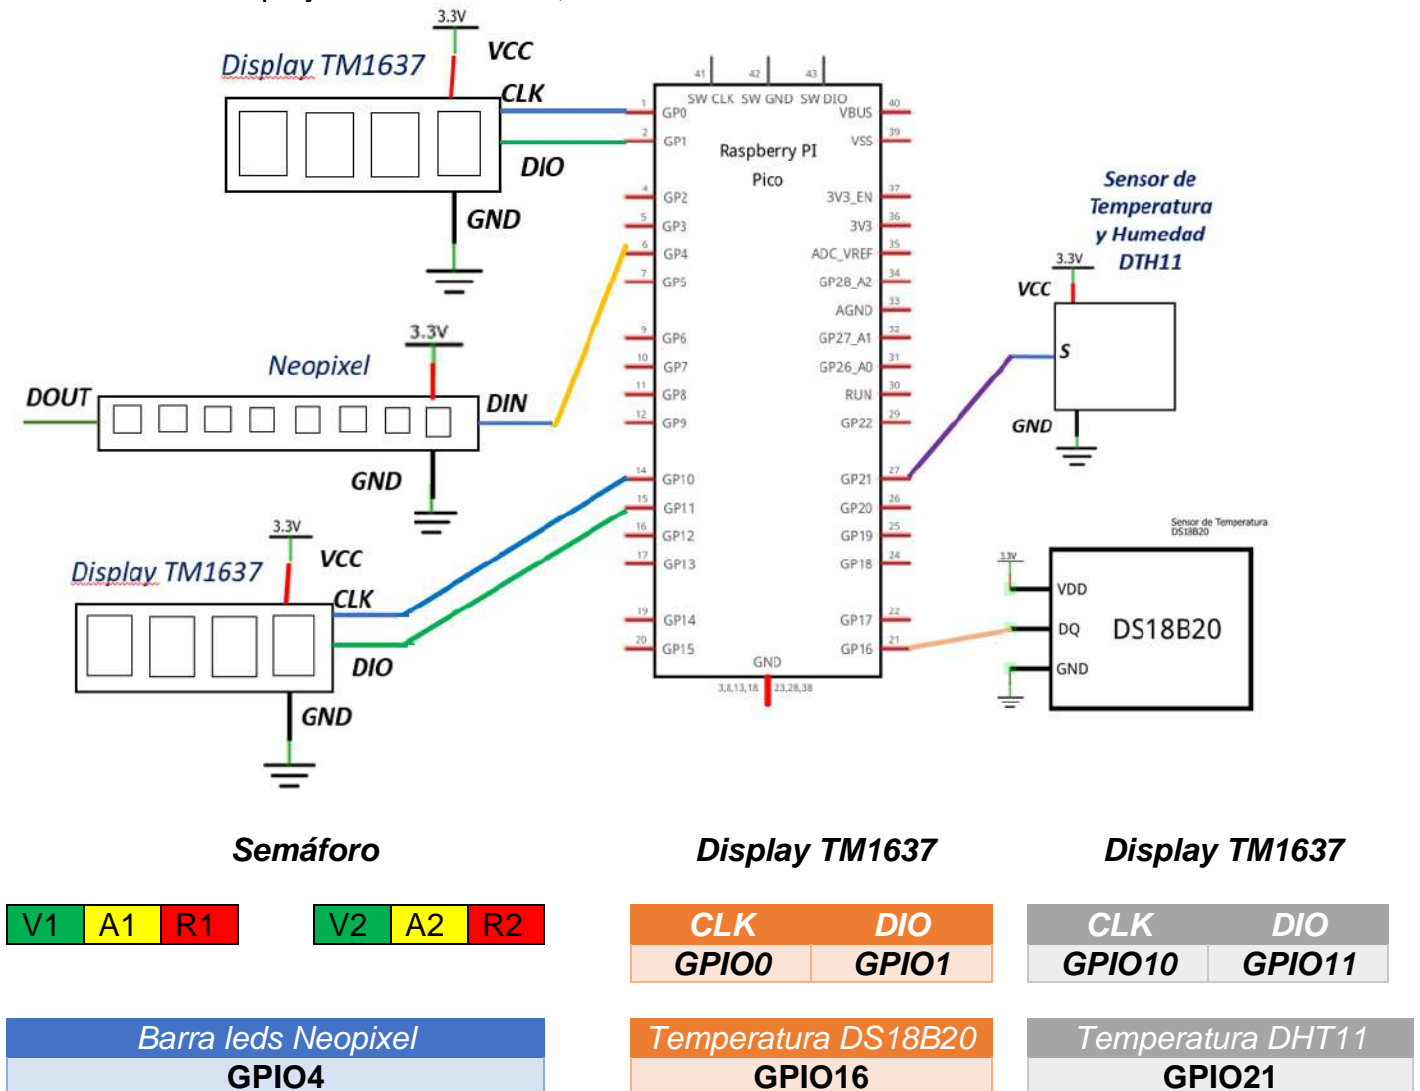 3.3V
VCC
Display TM1637
CLK
DIO
GND
3.3V
Neopixel
DOUT
DIN
GND
3.3V
VCC
Display TM1637
CLK
DIO
GND
41 42 43
SW CLK SW GND SW DIO
Raspberry PI
Pico
1 GP0
2 GP1
4 GP2
5 GP3
6 GP4
7 GP5
9 GP6
10 GP7
11 GP8
12 GP9
14 GP10
15 GP11
16 GP12
17 GP13
19 GP14
20 GP15
VBUS 40
VSS 39
3V3_EN 37
3V3 36
ADC_VREF 35
GP28_A2 34
AGND 33
GP27_A1 32
GP26_A0 31
RUN 30
GP22 29
GP21 27
GP20 26
GP19 25
GP18 24
GP17 22
GP16 21
GND
3,8,13,18 23,28,38
Sensor de
Temperatura
y Humedad
DTH11
3.3V
VCC
S
GND
Sensor de Temperatura
DS18B20
3.3V
VDD
DQ
GND
DS18B20
Semáforo
V1 A1 R1
V2 A2 R2
Display TM1637
CLK DIO
GPIO0 GPIO1
Display TM1637
CLK DIO
GPIO10 GPIO11
Barra leds Neopixel
GPIO4
Temperatura DS18B20
GPIO16
Temperatura DHT11
GPIO21